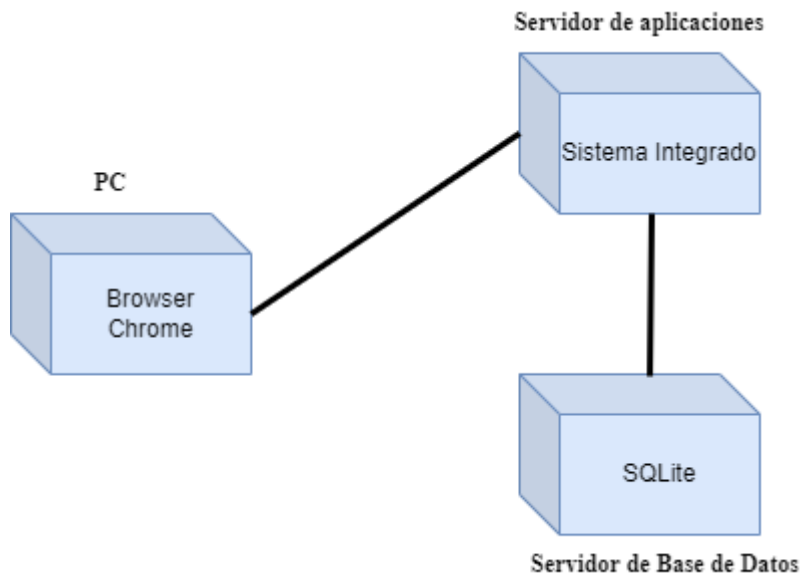 Servidor de aplicaciones
Sistema Integrado
PC
Browser
Chrome
SQLite
Servidor de Base de Datos